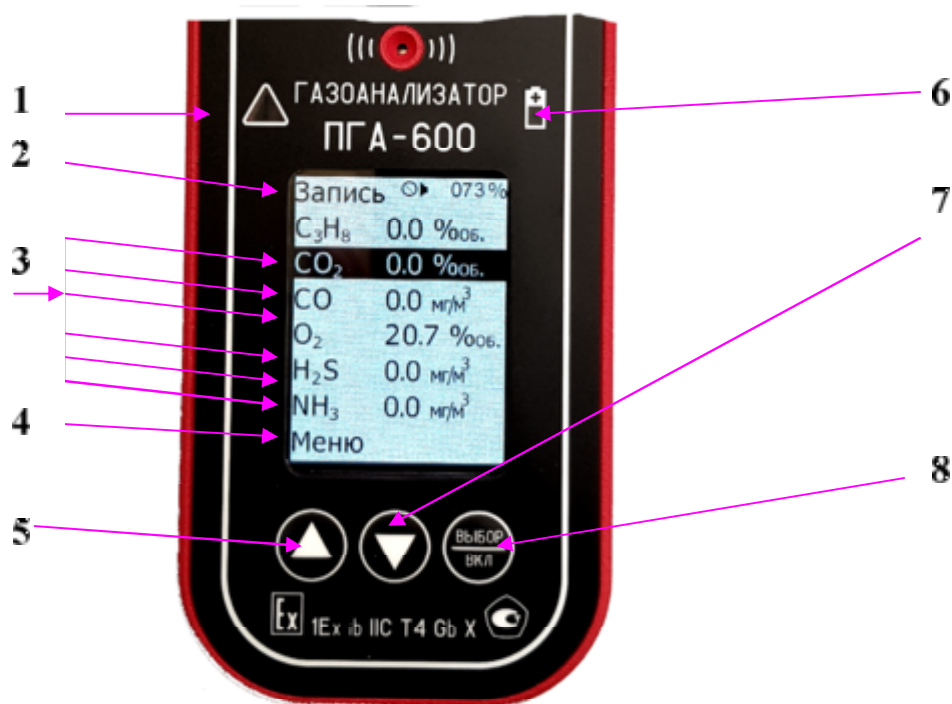 ГАЗОАНАЛИЗАТОР
ПГА-600
1
2
3
4
5
6
7
8
Запись 073%
C₃H₈ 0.0 %ОБ.
CO₂ 0.0 %ОБ.
CO 0.0 мг/м³
O₂ 20.7 %ОБ.
H₂S 0.0 мг/м³
NH₃ 0.0 мг/м³
Меню
ВЫБОР
ВКЛ
Ex 1Ex ib IIC T4 Gb X